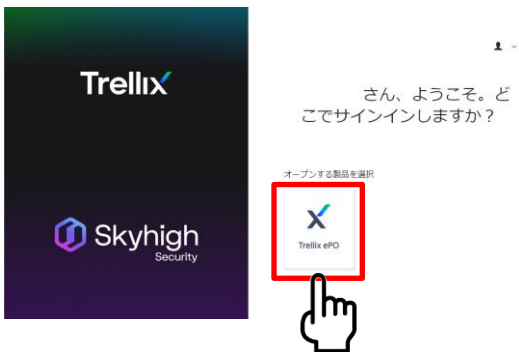 Trellix
Skyhigh
Security
さん、ようこそ。ど
こでサインインしますか？
オープンする製品を選択
Trellix ePO